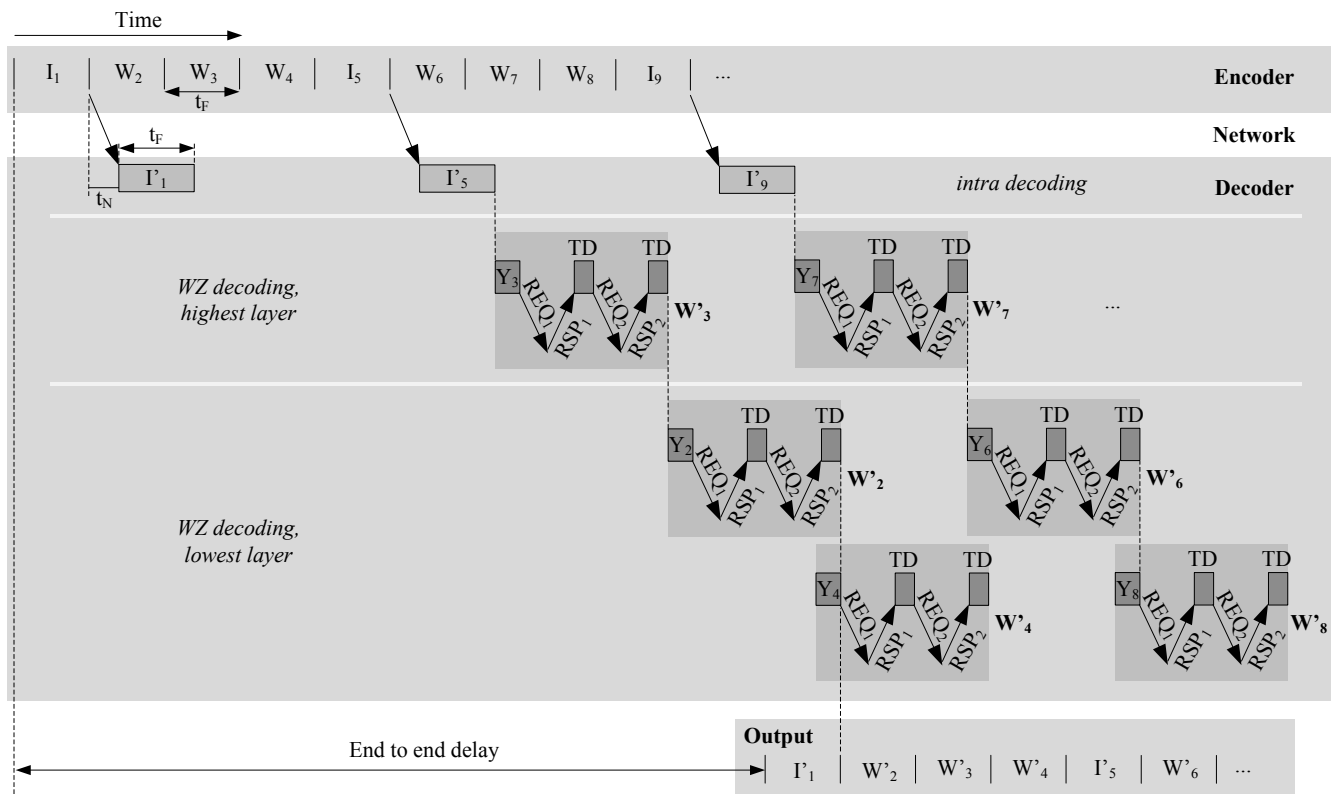 Time
I₁ W₂ W₃ W₄ I₅ W₆ W₇ W₈ I₉ ... Encoder
t_F
Network
t_F
I'₁ I'₅ I'₉ intra decoding Decoder
t_N
TD TD TD TD
WZ decoding,
highest layer
Y₃ REQ₁ RSP₁ REQ₂ RSP₂ W'₃
Y₇ REQ₁ RSP₁ REQ₂ RSP₂ W'₇ ...
TD TD TD TD
Y₂ REQ₁ RSP₁ REQ₂ RSP₂ W'₂
Y₆ REQ₁ RSP₁ REQ₂ RSP₂ W'₆
WZ decoding,
lowest layer
TD TD TD TD
Y₄ REQ₁ RSP₁ REQ₂ RSP₂ W'₄
Y₈ REQ₁ RSP₁ REQ₂ RSP₂ W'₈
Output
End to end delay
I'₁ W'₂ W'₃ W'₄ I'₅ W'₆ ...